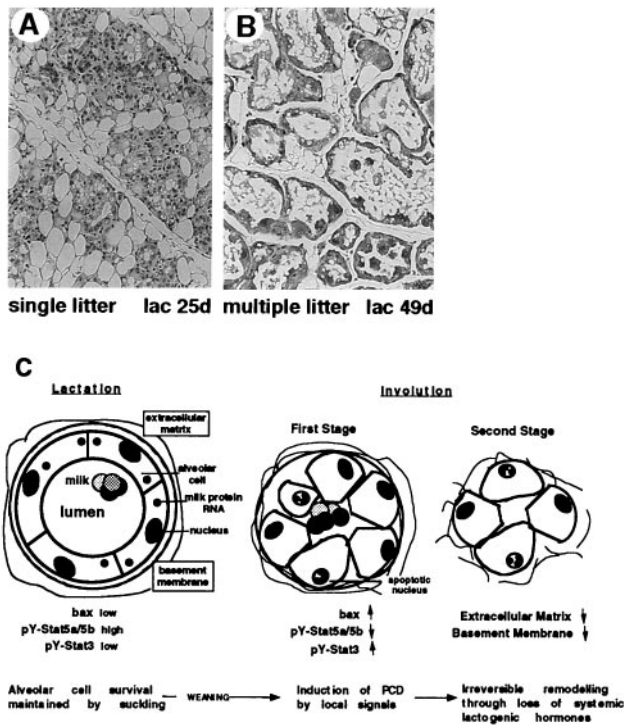 A
B
single litter lac 25d
multiple litter lac 49d
C
Lactation
Involution
extracellular
matrix
alveolar
cell
milk protein
RNA
nucleus
basement
membrane
milk
lumen
First Stage
Second Stage
apoptotic
nucleus
bax low
pY-Stat5a/5b high
pY-Stat3 low
bax ↑
pY-Stat5a/5b ↓
pY-Stat3 ↑
Extracellular Matrix ↓
Basement Membrane ↓
Alveolar cell survival
maintained by suckling
WEANING
Induction of PCD
by local signals
Irreversible remodelling
through loss of systemic
lactogenic hormones